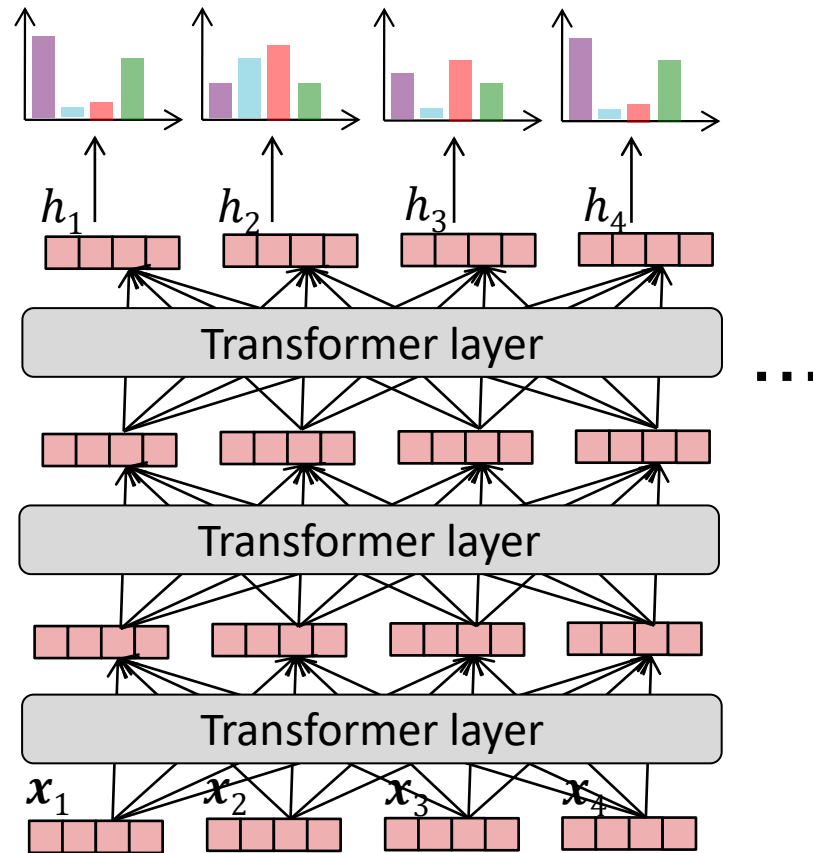 h₁ h₂ h₃ h₄
Transformer layer
...
Transformer layer
Transformer layer
x₁ x₂ x₃ x₄